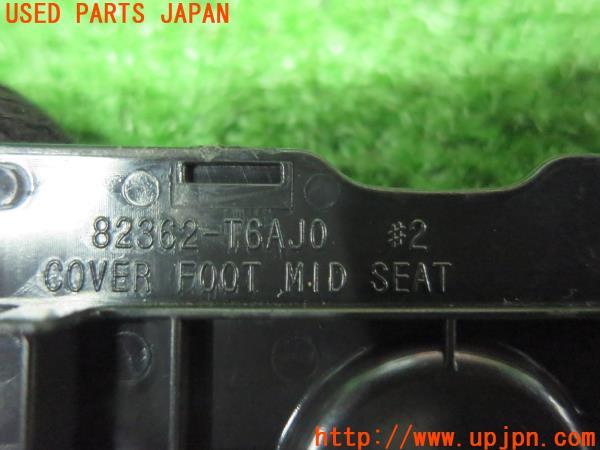 USED PARTS JAPAN
82362-T6AJ0 #2
COVER FOOT MID SEAT
http://www.upjpn.com